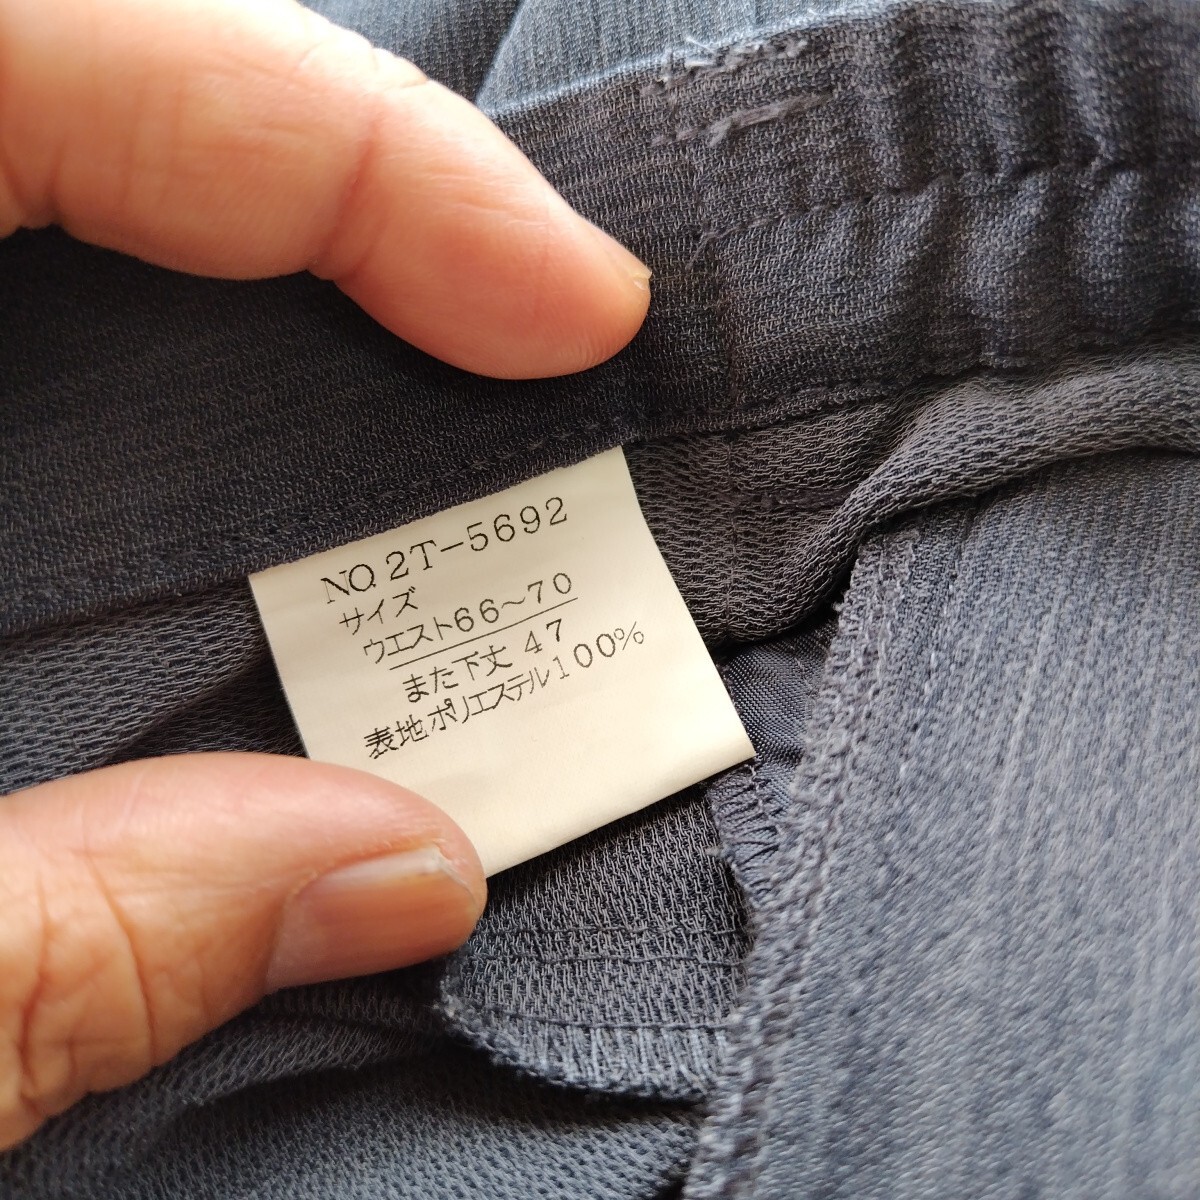 NO. 2T-5692
サイズ
ウエスト66〜70
また下丈 47
表地ポリエステル100%